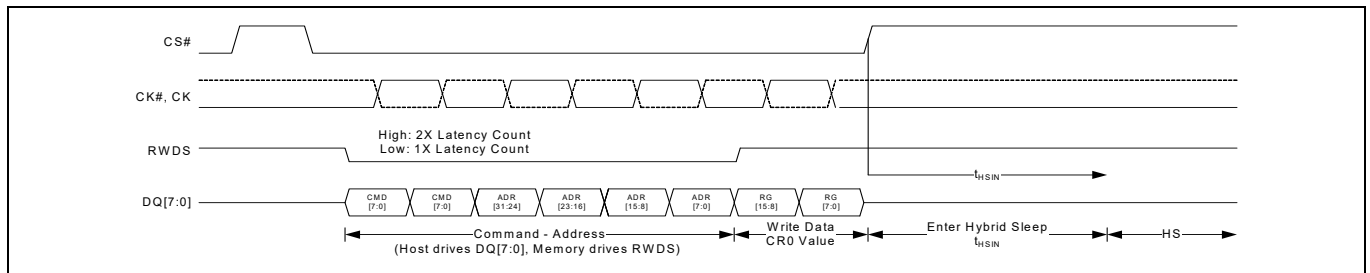 CS#
CK#, CK
High: 2X Latency Count
Low: 1X Latency Count
RWDS
tHSIN
DQ[7:0]
CMD [7:0]
CMD [7:0]
ADR [31:24]
ADR [23:16]
ADR [15:8]
ADR [7:0]
RG [15:8]
RG [7:0]
Command - Address
(Host drives DQ[7:0], Memory drives RWDS)
Write Data
CR0 Value
Enter Hybrid Sleep
tHSIN
HS